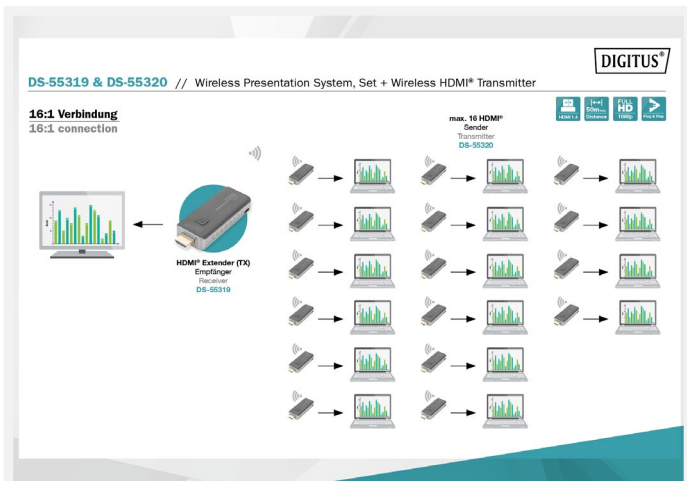 DIGITUS®
DS-55319 & DS-55320 // Wireless Presentation System, Set + Wireless HDMI® Transmitter
16:1 Verbindung
16:1 connection
HDMI 1.4
50m
Distance
FULL
HD
1080p
Plug & Play
max. 16 HDMI®
Sender
Transmitter
DS-55320
HDMI® Extender (TX)
Empfänger
Receiver
DS-55319